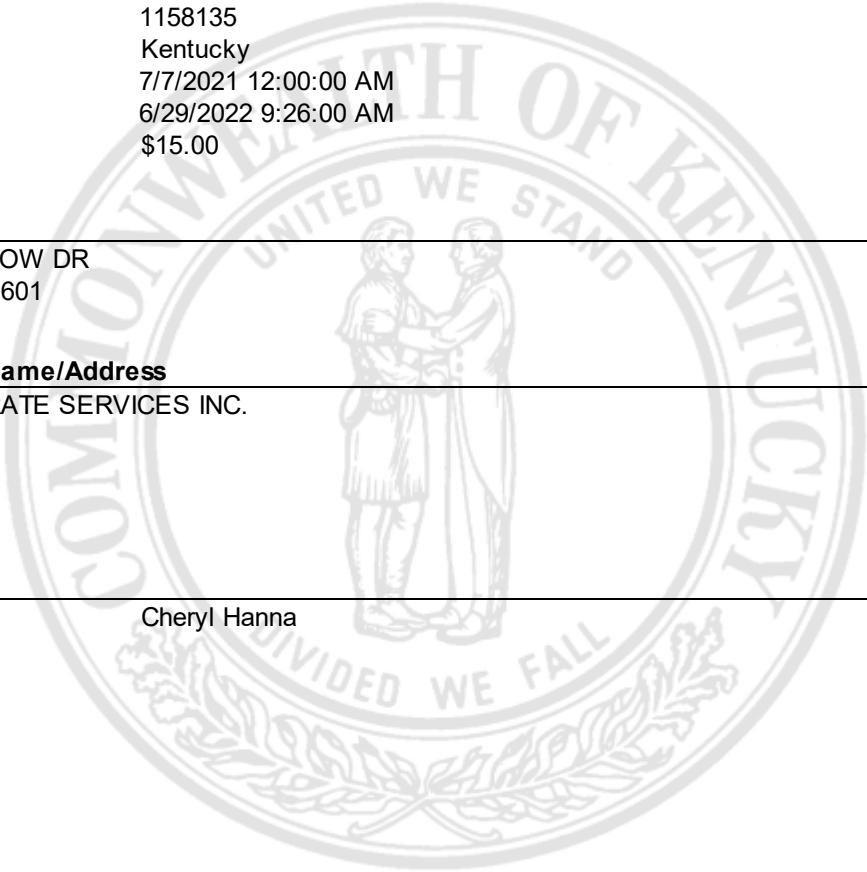 1158135
Kentucky
7/7/2021 12:00:00 AM
6/29/2022 9:26:00 AM
$15.00
OW DR
601
ame/Address
ATE SERVICES INC.
Cheryl Hanna
COMMONWEALTH OF KENTUCKY
UNITED WE STAND
DIVIDED WE FALL